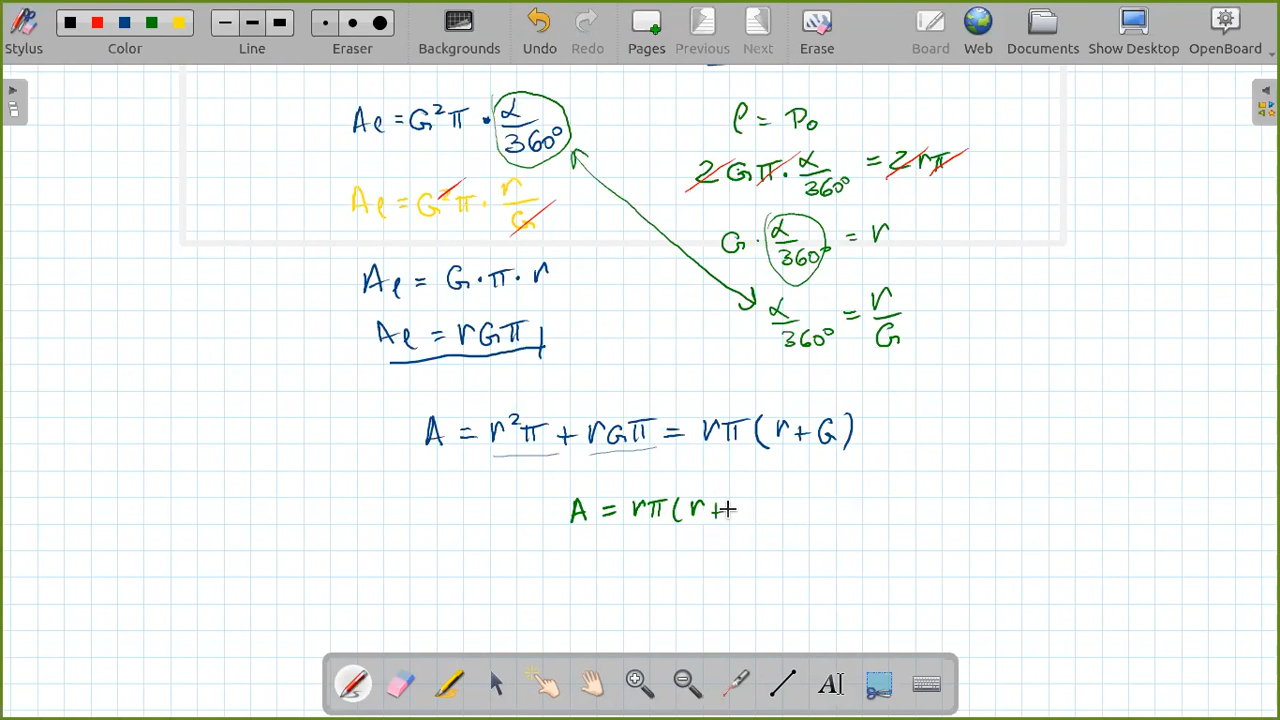 Stylus Color Line Eraser Backgrounds Undo Redo Pages Previous Next Erase Board Web Documents Show Desktop OpenBoard
Aℓ = G²π · α/360°
ℓ = P₀
2Gπ · α/360° = 2rπ
Aℓ = G²π · r/G
G · α/360° = r
Aℓ = G · π · r
α/360° = r/G
Aℓ = rGπ
A = r²π + rGπ = rπ(r+G)
A = rπ(r+